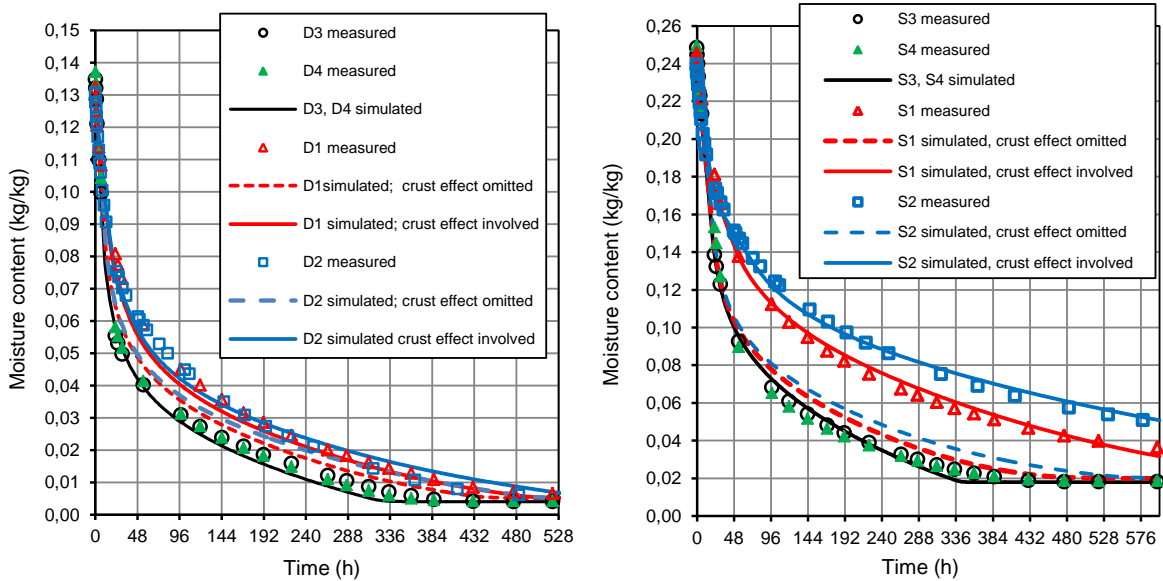 0,15
0,14
0,13
0,12
0,11
0,10
0,09
0,08
0,07
0,06
0,05
0,04
0,03
0,02
0,01
0,00
Moisture content (kg/kg)
0 48 96 144 192 240 288 336 384 432 480 528
Time (h)
D3 measured
D4 measured
D3, D4 simulated
D1 measured
D1simulated; crust effect omitted
D1 simulated; crust effect involved
D2 measured
D2 simulated; crust effect omitted
D2 simulated crust effect involved
0,26
0,24
0,22
0,20
0,18
0,16
0,14
0,12
0,10
0,08
0,06
0,04
0,02
0,00
Moisture content (kg/kg)
0 48 96 144 192 240 288 336 384 432 480 528 576
Time (h)
S3 measured
S4 measured
S3, S4 simulated
S1 measured
S1 simulated, crust effect omitted
S1 simulated, crust effect involved
S2 measured
S2 simulated, crust effect omitted
S2 simulated, crust effect involved